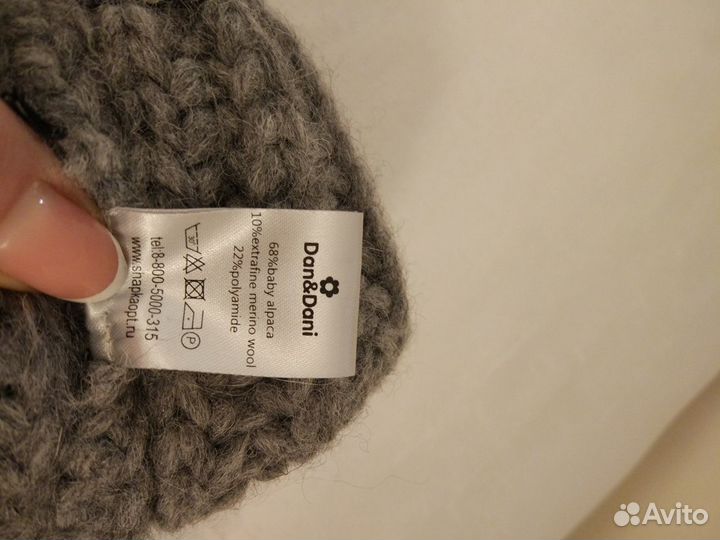 Dan&Dani
68%baby alpaca
10%extrafine merino wool
22%polyamide
30
P
tel:8-800-5000-315
www.shapkaopt.ru
Avito